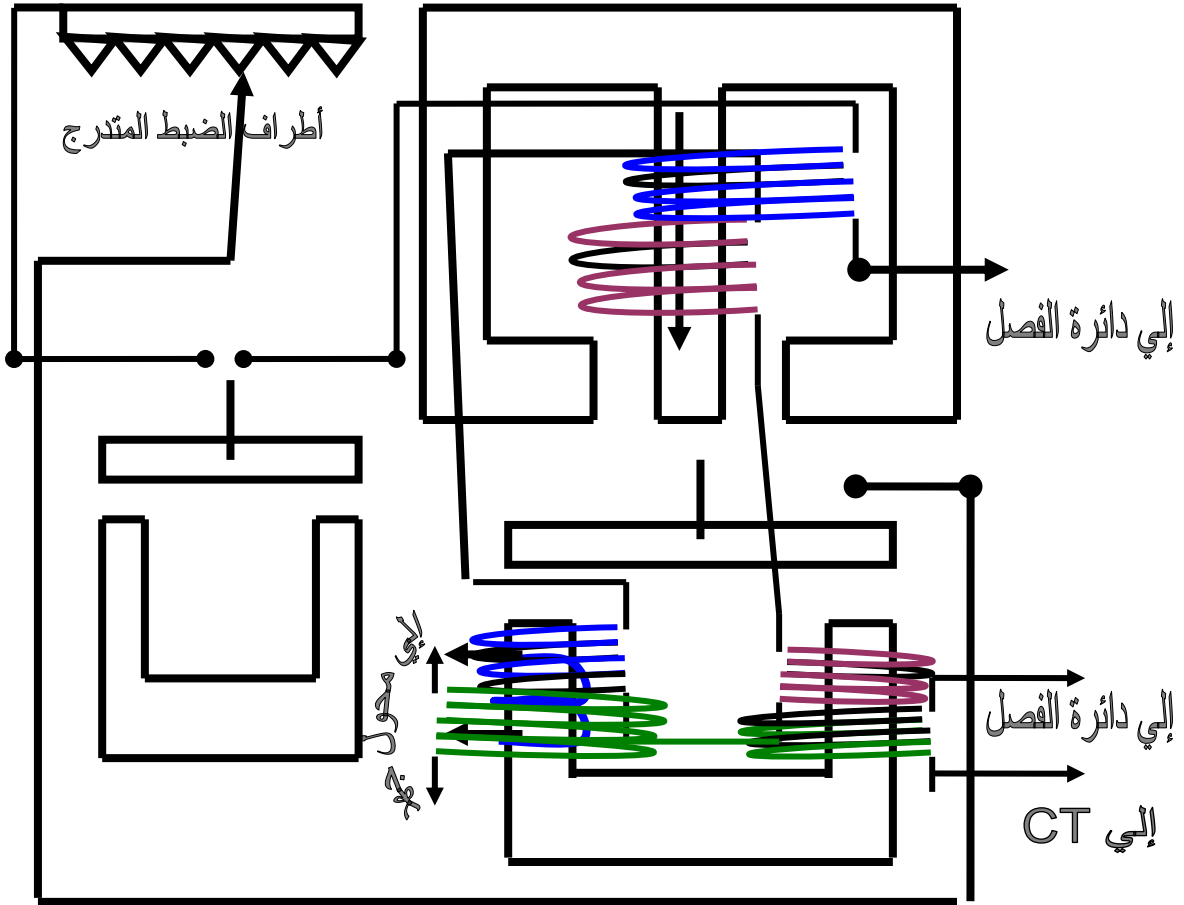 أطراف الضبط المتدرج
إلي دائرة الفصل
إلي
محول
جهد
إلي دائرة الفصل
إلي CT